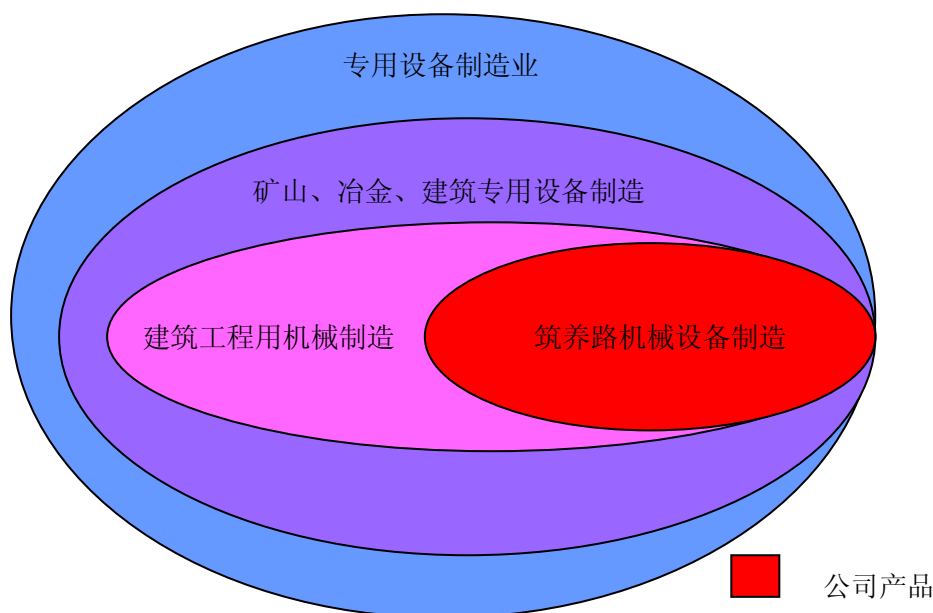 专用设备制造业
矿山、冶金、建筑专用设备制造
建筑工程用机械制造
筑养路机械设备制造
公司产品